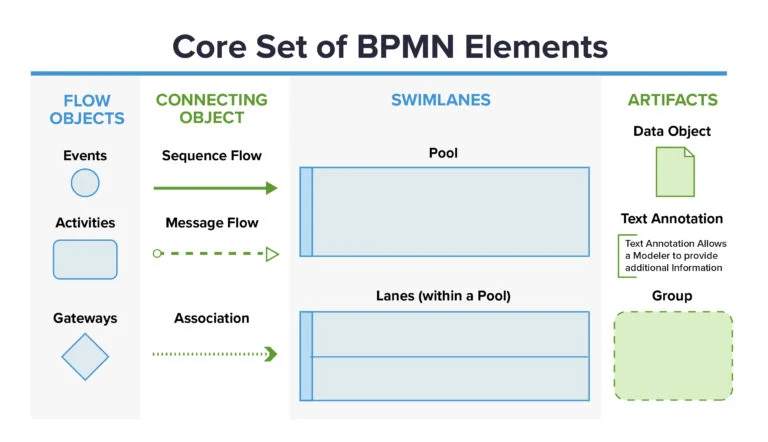 Core Set of BPMN Elements
FLOW
OBJECTS
Events
Activities
Gateways
CONNECTING
OBJECT
Sequence Flow
Message Flow
Association
SWIMLANES
Pool
Lanes (within a Pool)
ARTIFACTS
Data Object
Text Annotation
Text Annotation Allows
a Modeler to provide
additional Information
Group